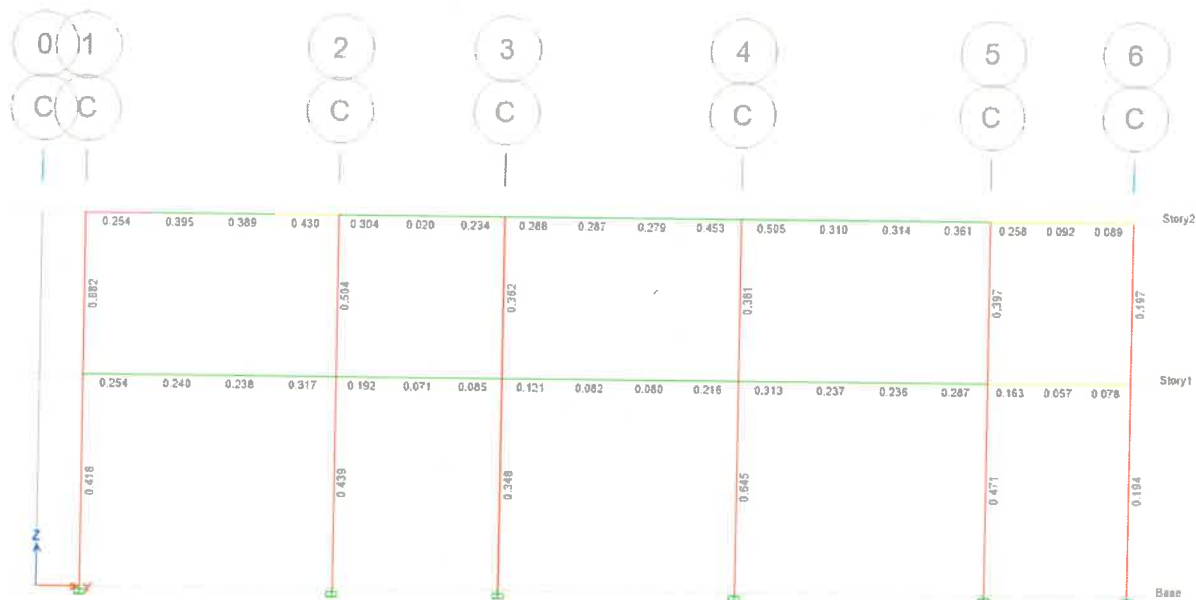 0 1 2 3 4 5 6
C C C C C C C
0.254 0.395 0.389 0.430 0.304 0.020 0.234 0.268 0.287 0.279 0.453 0.505 0.310 0.314 0.361 0.258 0.092 0.089 Story2
0.504 0.362 0.381 0.397 0.197
0.254 0.240 0.238 0.317 0.192 0.071 0.085 0.121 0.082 0.080 0.216 0.313 0.237 0.236 0.287 0.163 0.057 0.078 Story1
0.418 0.439 0.348 0.645 0.471 0.194
Z
Y Base